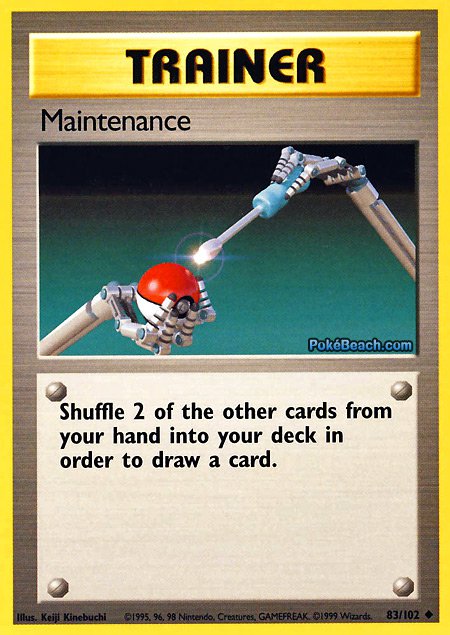 TRAINER
Maintenance
PokéBeach.com
Shuffle 2 of the other cards from
your hand into your deck in
order to draw a card.
Illus. Keiji Kinebuchi ©1995, 96, 98 Nintendo, Creatures, GAMEFREAK. ©1999 Wizards. 83/102 ◆